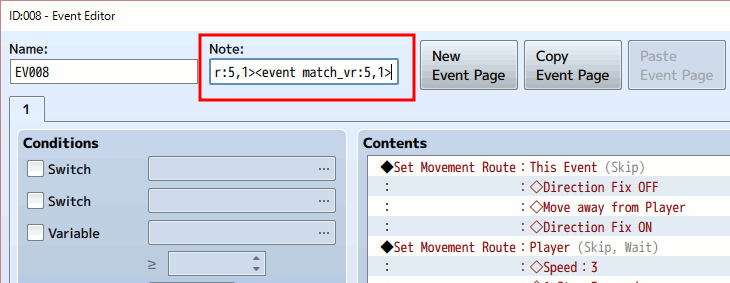 ID:008 - Event Editor
Name:
Note:
EV008
r:5,1><event match_vr:5,1>
New
Event Page
Copy
Event Page
Paste
Event Page
1
Conditions
Switch
...
Switch
...
Variable
...
≥
Contents
◆Set Movement Route：This Event (Skip)
：　　　　　　　：◇Direction Fix OFF
：　　　　　　　：◇Move away from Player
：　　　　　　　：◇Direction Fix ON
◆Set Movement Route：Player (Skip, Wait)
：　　　　　　　：◇Speed：3